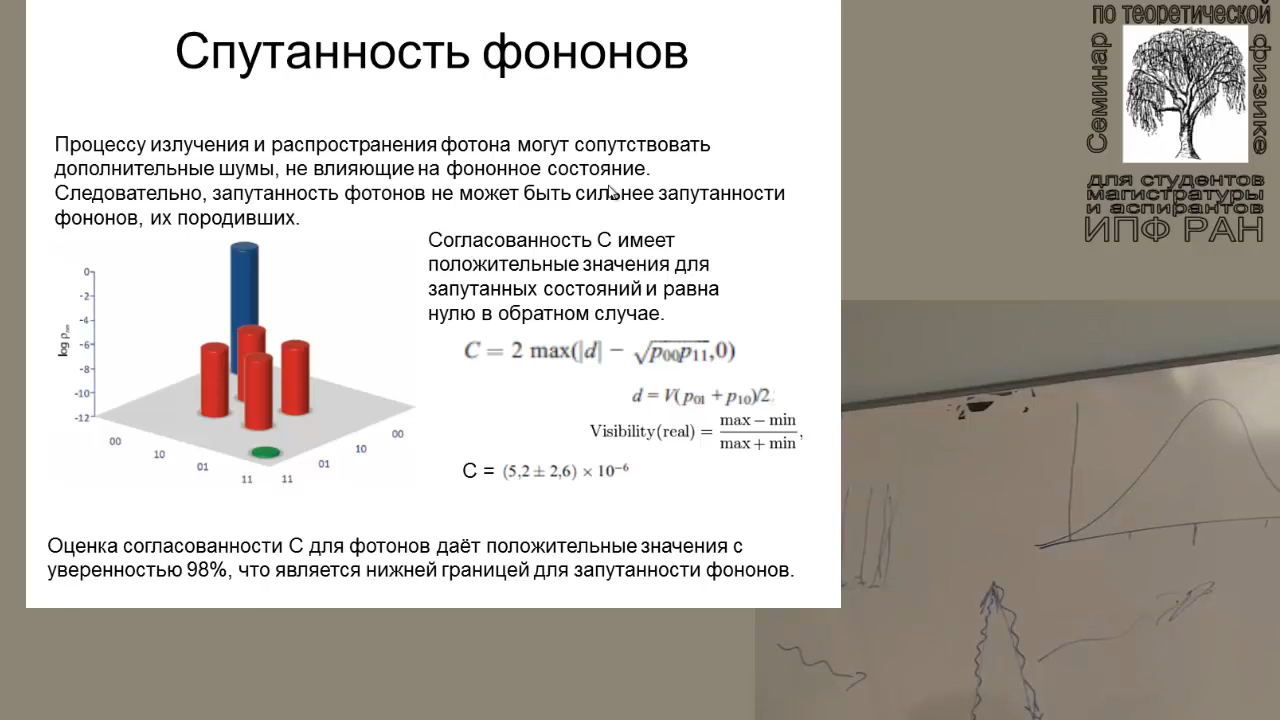 Спутанность фононов
Процессу излучения и распространения фотона могут сопутствовать
дополнительные шумы, не влияющие на фононное состояние.
Следовательно, запутанность фотонов не может быть сильнее запутанности
фононов, их породивших.
Согласованность С имеет
положительные значения для
запутанных состояний и равна
нулю в обратном случае.
C = 2 max(|d| − √p₀₀p₁₁,0)
d = V(p₀₁ + p₁₀)/2
Visibility(real) = (max − min)/(max + min),
C = (5,2 ± 2,6) × 10⁻⁶
0
-2
-4
-6
-8
-10
-12
00
10
01
11
11
01
10
00
Оценка согласованности С для фотонов даёт положительные значения с
уверенностью 98%, что является нижней границей для запутанности фононов.
Семинар
по теоретической
физике
для студентов
магистратуры
и аспирантов
ИПФ РАН